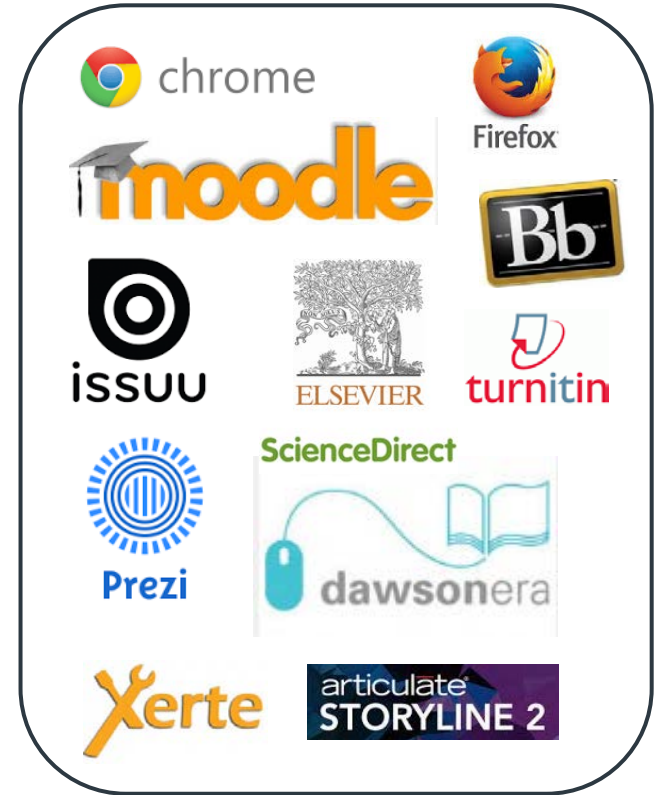 chrome
Firefox
moodle
Bb
issuu
ELSEVIER
turnitin
ScienceDirect
Prezi
dawsonera
Xerte
articulate®
STORYLINE 2